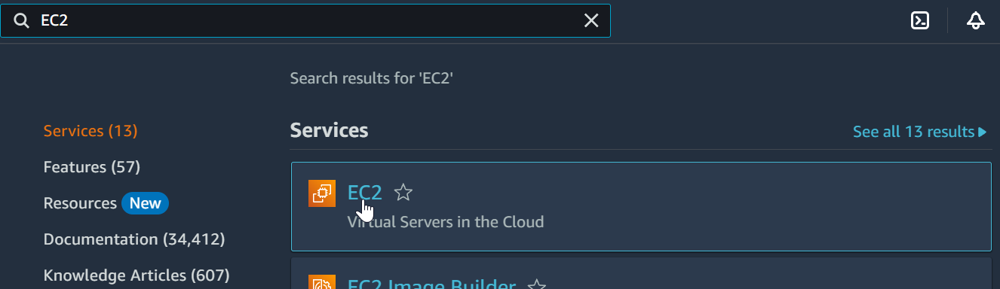 EC2
Search results for 'EC2'
Services (13)
Features (57)
Resources New
Documentation (34,412)
Knowledge Articles (607)
Services
See all 13 results
EC2
Virtual Servers in the Cloud
EC2 Image Builder